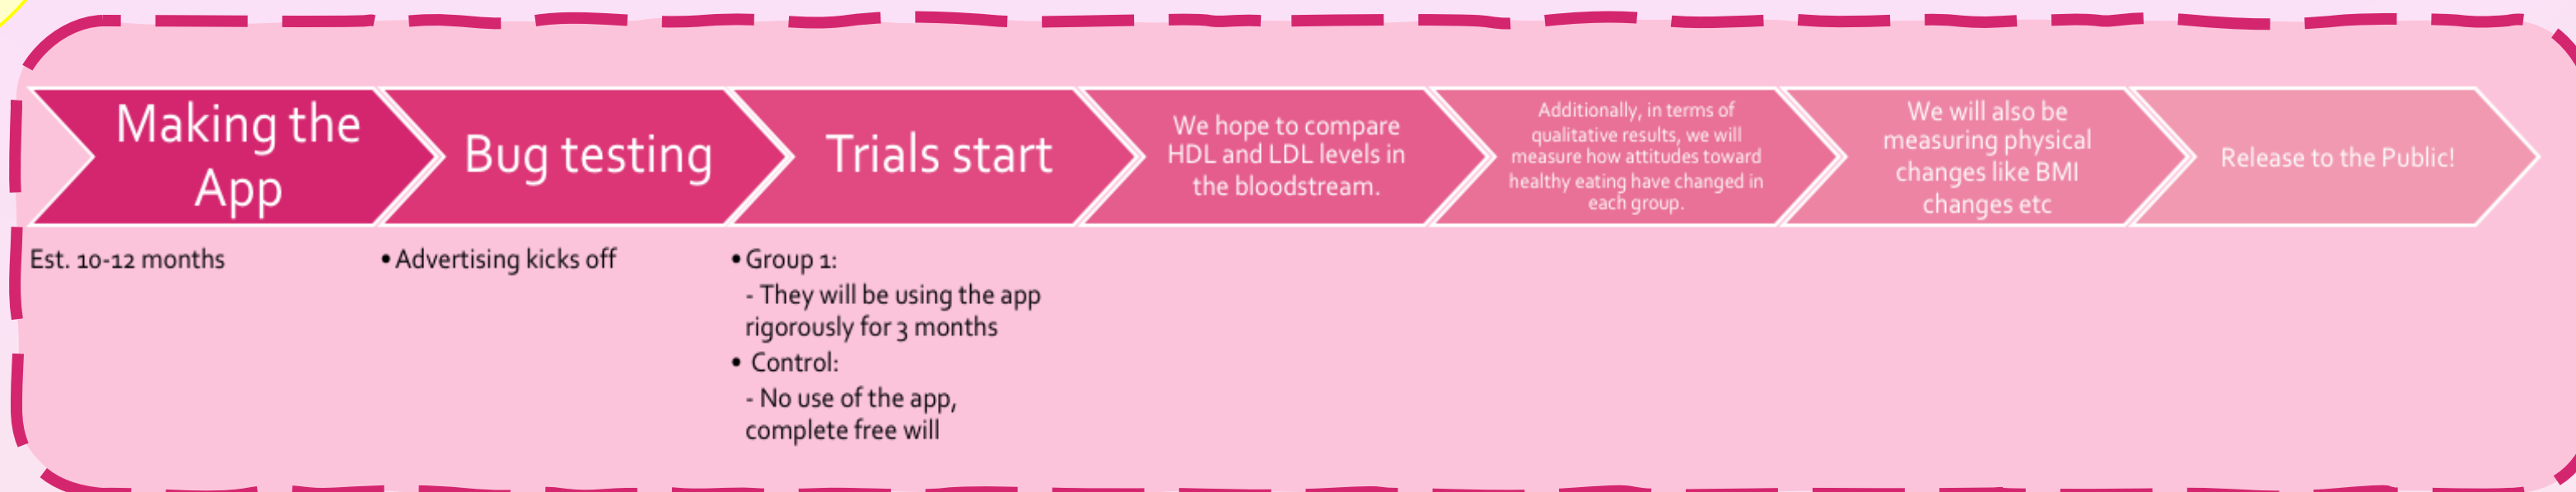 Making the
App
Bug testing
Trials start
We hope to compare
HDL and LDL levels in
the bloodstream.
Additionally, in terms of
qualitative results, we will
measure how attitudes toward
healthy eating have changed in
each group.
We will also be
measuring physical
changes like BMI
changes etc
Release to the Public!
Est. 10-12 months
• Advertising kicks off
• Group 1:
- They will be using the app
rigorously for 3 months
• Control:
- No use of the app,
complete free will